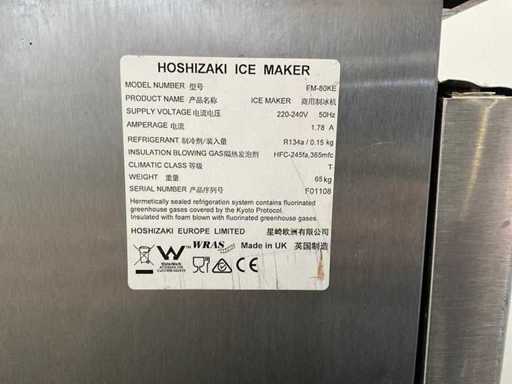 HOSHIZAKI ICE MAKER
MODEL NUMBER 型号 FM-80KE
PRODUCT NAME 产品名称 ICE MAKER 商用制冰机
SUPPLY VOLTAGE 电流电压 220-240V 50Hz
AMPERAGE 电流 1.78 A
REFRIGERANT 制冷剂/装入量 R134a / 0.15 kg
INSULATION BLOWING GAS 隔热发泡剂 HFC-245fa,365mfc
CLIMATIC CLASS 等级 T
WEIGHT 重量 65 kg
SERIAL NUMBER 产品序列号 F01108
Hermetically sealed refrigeration system contains fluorinated
greenhouse gases covered by the Kyoto Protocol.
Insulated with foam blown with fluorinated greenhouse gases.
HOSHIZAKI EUROPE LIMITED 星崎欧洲有限公司
WRAS Made in UK 英国制造
WaterMark